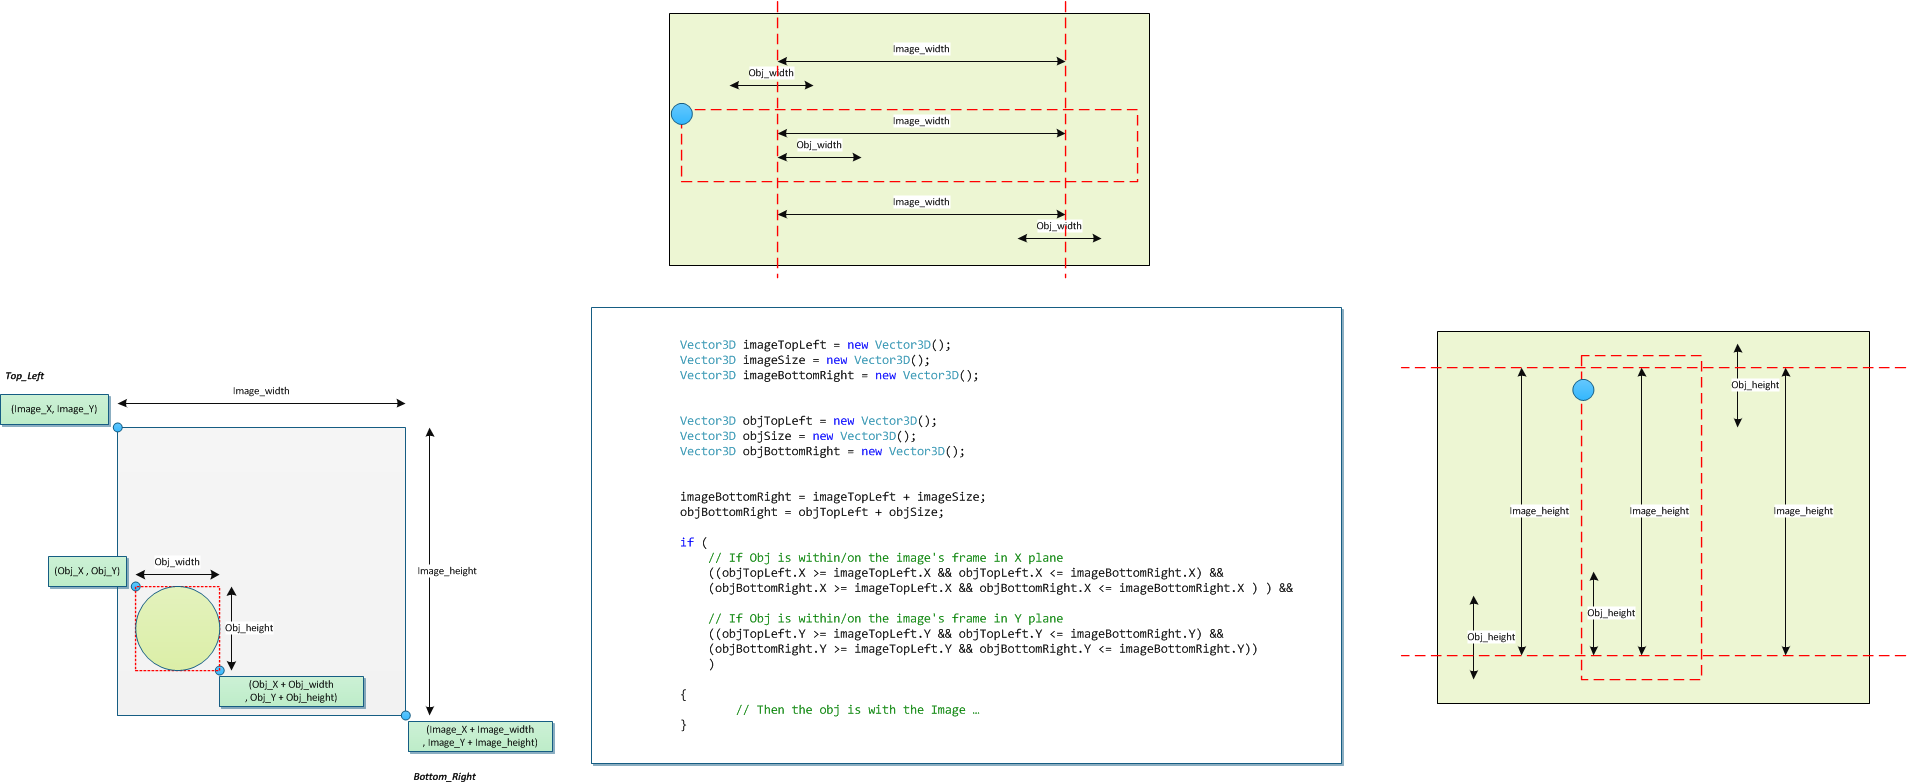 Image_width
Obj_width
Image_width
Obj_width
Image_width
Obj_width
Top_Left
(Image_X, Image_Y)
Image_width
Image_height
(Obj_X , Obj_Y)
Obj_width
Obj_height
(Obj_X + Obj_width
, Obj_Y + Obj_height)
(Image_X + Image_width
, Image_Y + Image_height)
Bottom_Right
Vector3D imageTopLeft = new Vector3D();
Vector3D imageSize = new Vector3D();
Vector3D imageBottomRight = new Vector3D();
Vector3D objTopLeft = new Vector3D();
Vector3D objSize = new Vector3D();
Vector3D objBottomRight = new Vector3D();
imageBottomRight = imageTopLeft + imageSize;
objBottomRight = objTopLeft + objSize;
if (
// If Obj is within/on the image's frame in X plane
((objTopLeft.X >= imageTopLeft.X && objTopLeft.X <= imageBottomRight.X) &&
(objBottomRight.X >= imageTopLeft.X && objBottomRight.X <= imageBottomRight.X ) ) &&
// If Obj is within/on the image's frame in Y plane
((objTopLeft.Y >= imageTopLeft.Y && objTopLeft.Y <= imageBottomRight.Y) &&
(objBottomRight.Y >= imageTopLeft.Y && objBottomRight.Y <= imageBottomRight.Y))
)
{
// Then the obj is with the Image …
}
Obj_height
Image_height
Image_height
Image_height
Obj_height
Obj_height